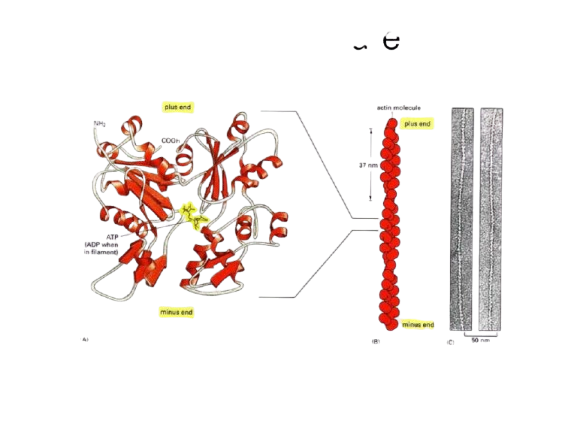 plus end
NH₂
COOH
ATP
(ADP when
in filament)
minus end
(A)
actin molecule
plus end
37 nm
minus end
(B)
(C)
50 nm